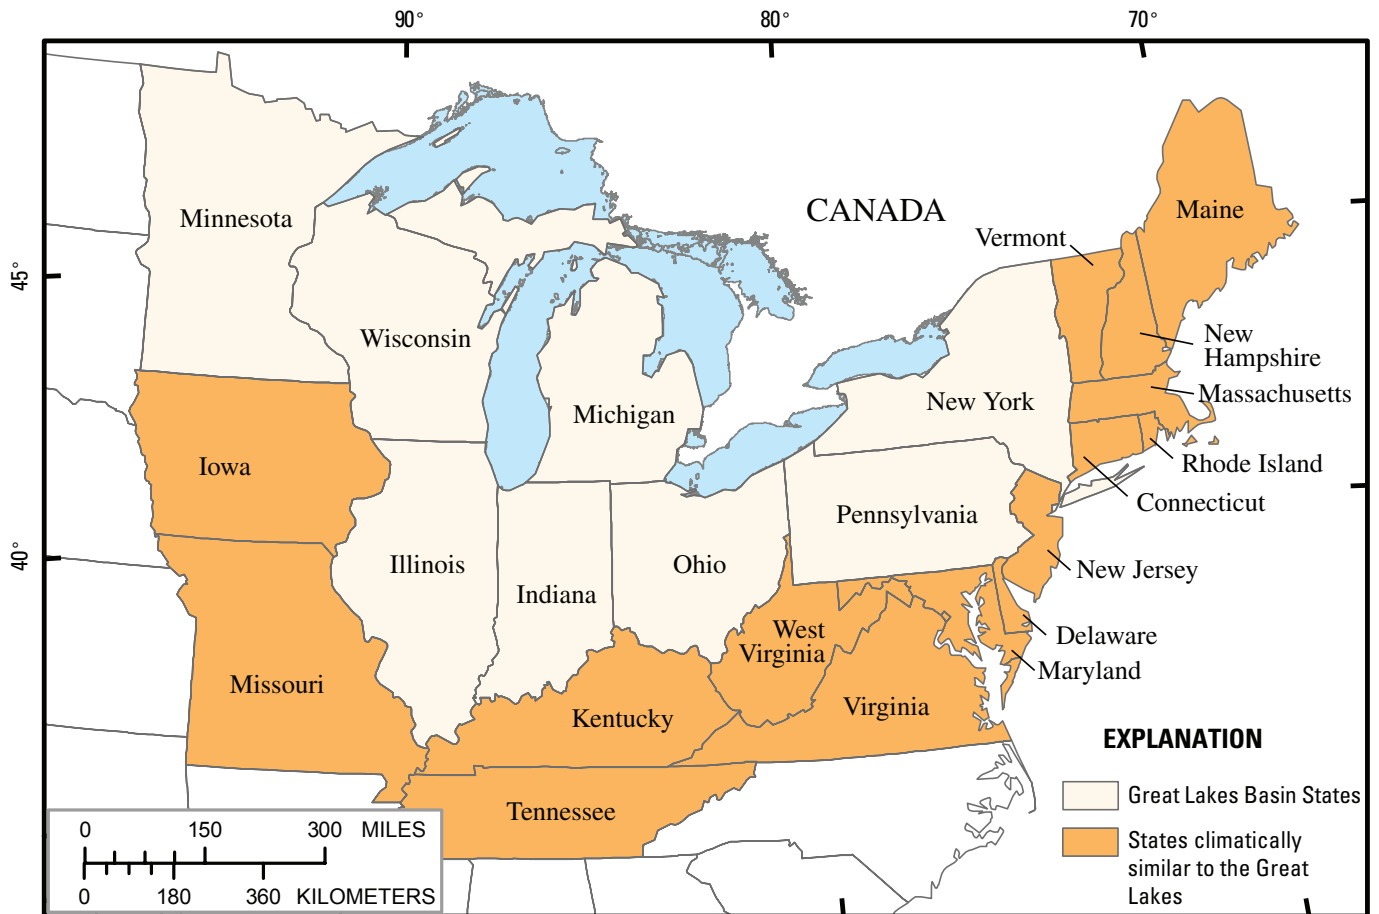 90°
80°
70°
45°
40°
CANADA
Minnesota
Maine
Vermont
Wisconsin
New
Hampshire
Michigan
New York
Massachusetts
Iowa
Rhode Island
Connecticut
Pennsylvania
Illinois
Indiana
Ohio
New Jersey
West
Virginia
Delaware
Maryland
Missouri
Kentucky
Virginia
Tennessee
EXPLANATION
Great Lakes Basin States
States climatically
similar to the Great
Lakes
0 150 300 MILES
0 180 360 KILOMETERS